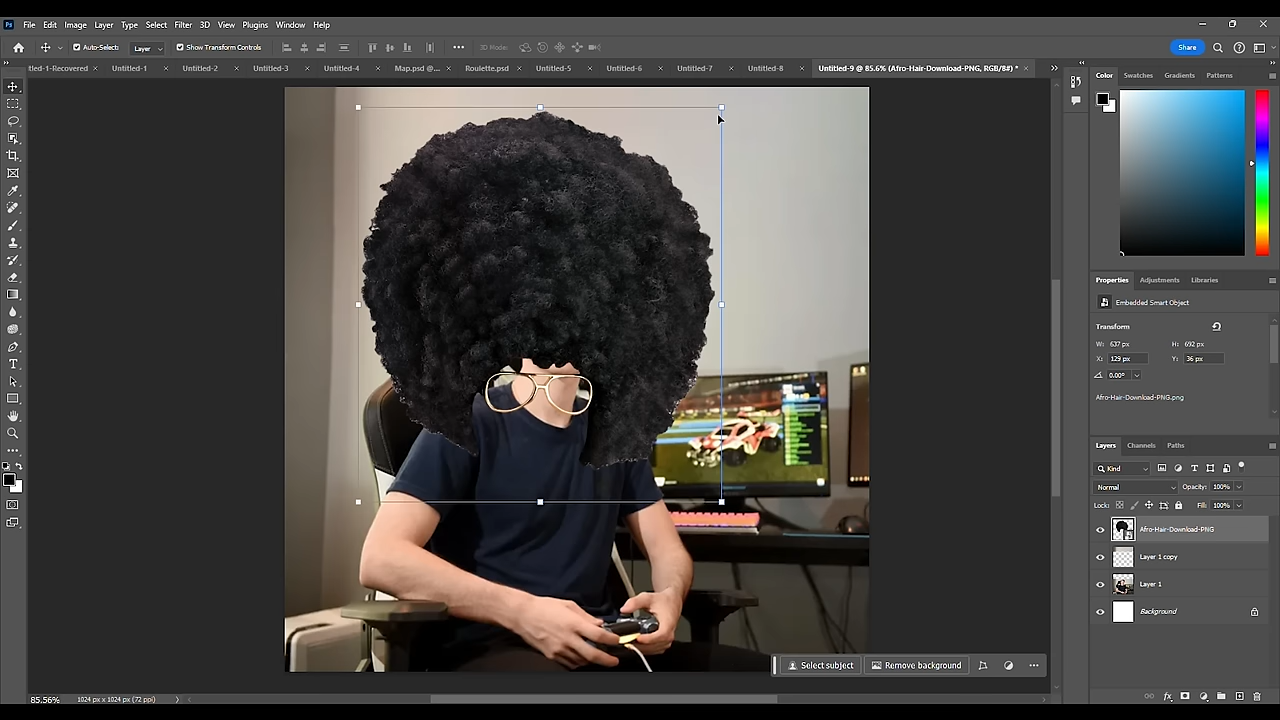 Ps File Edit Image Layer Type Select Filter 3D View Plugins Window Help
Auto-Select: Layer Show Transform Controls ••• 3D Mode: Share
tled-1-Recovered × Untitled-1 × Untitled-2 × Untitled-3 × Untitled-4 × Map.psd @... × Roulette.psd × Untitled-5 × Untitled-6 × Untitled-7 × Untitled-8 × Untitled-9 @ 85.6% (Afro-Hair-Download-PNG, RGB/8#) * ×
Color Swatches Gradients Patterns
Properties Adjustments Libraries
Embedded Smart Object
Transform
W: 637 px H: 692 px
X: 129 px Y: 36 px
0.00°
Afro-Hair-Download-PNG.png
Layers Channels Paths
Kind
Normal Opacity: 100%
Lock: Fill: 100%
Afro-Hair-Download-PNG
Layer 1 copy
Layer 1
Background
Select subject Remove background •••
85.56% 1024 px x 1024 px (72 ppi)